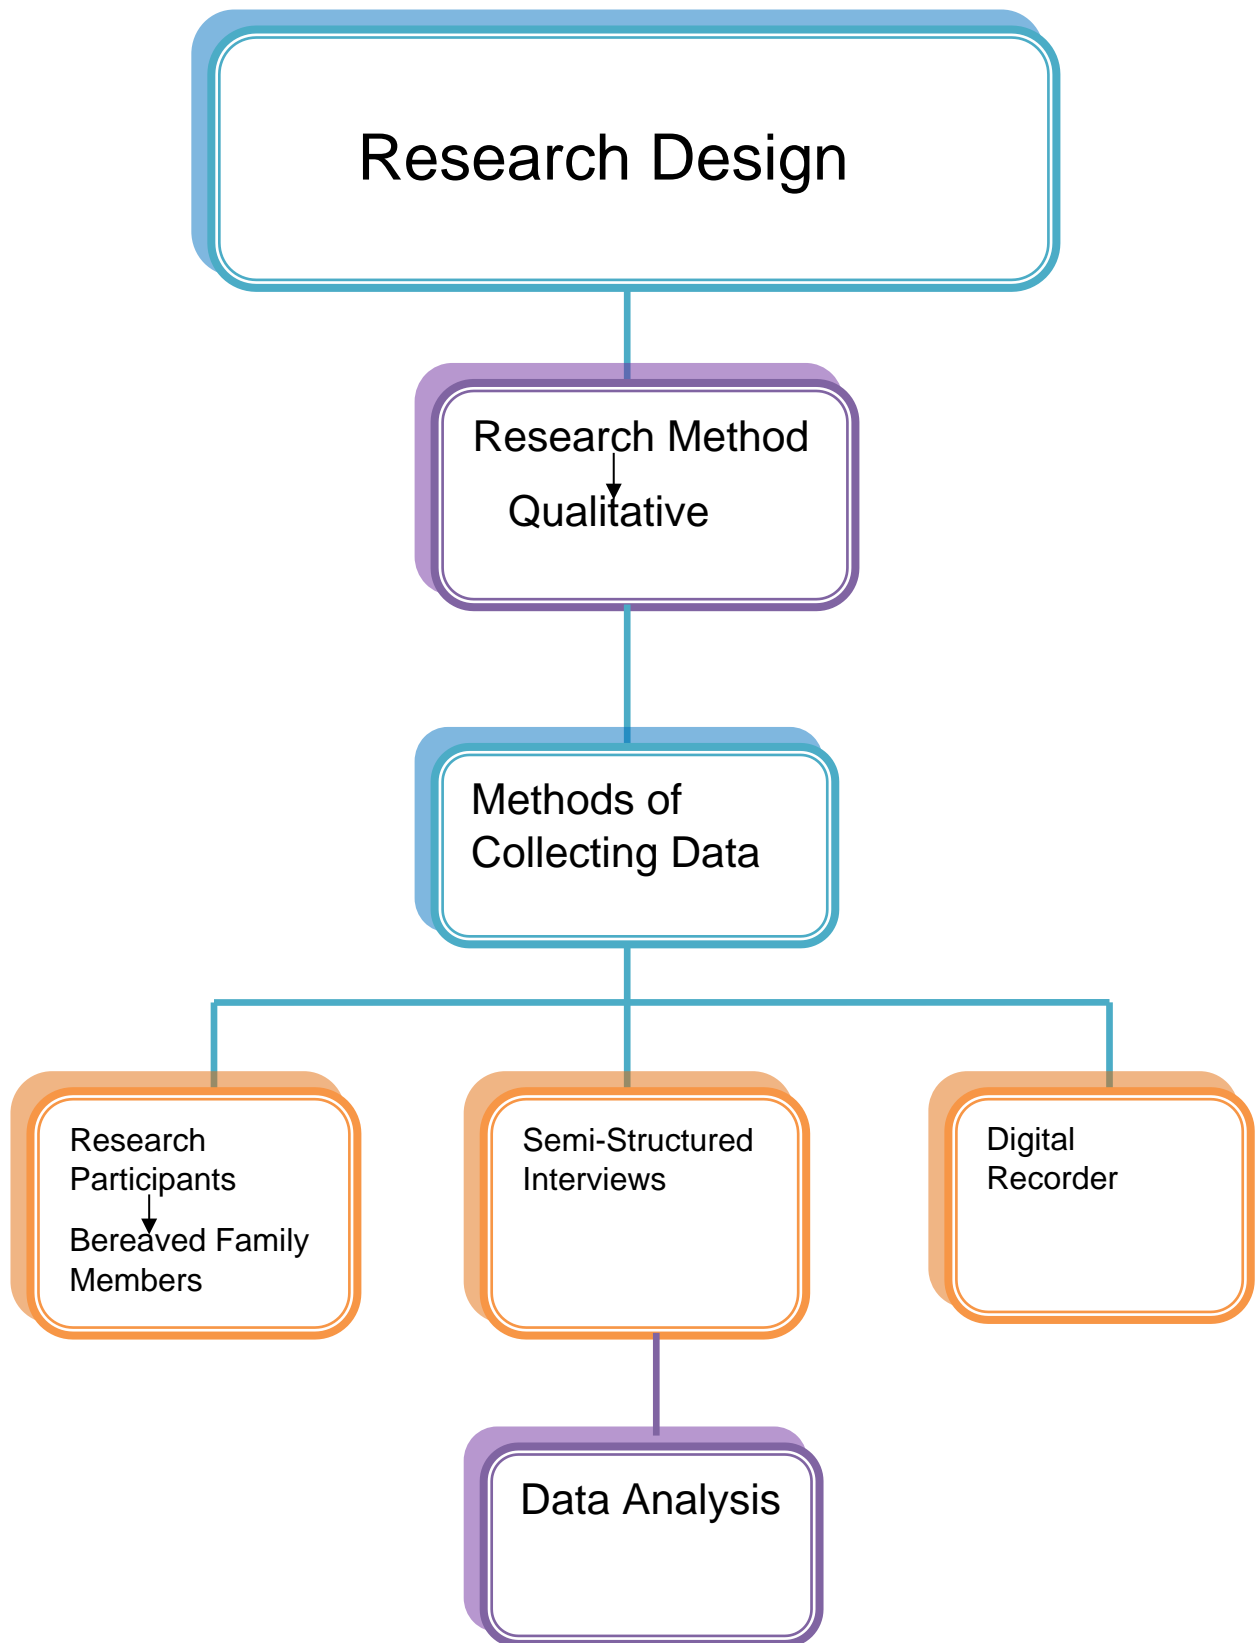 Research Design
Research Method
Qualitative
Methods of
Collecting Data
Research
Participants
Bereaved Family
Members
Semi-Structured
Interviews
Digital
Recorder
Data Analysis